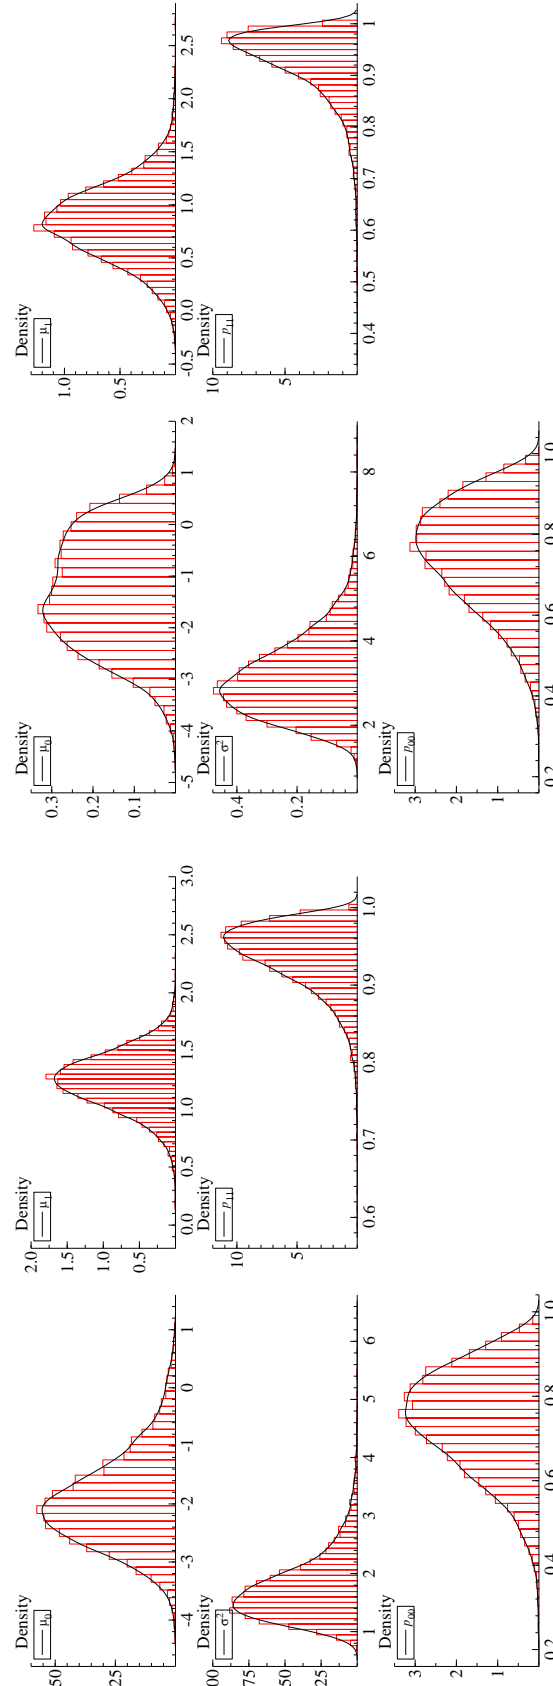 Density
μ₀
50
25
-4 -3 -2 -1 0 1
Density
μ₁
2.0
1.5
1.0
0.5
0.0 0.5 1.0 1.5 2.0 2.5 3.0
Density
σ²
00
75
50
25
1 2 3 4 5 6
Density
p₁₁
10
5
0.6 0.7 0.8 0.9 1.0
Density
p₀₀
3
2
1
0.2 0.4 0.6 0.8 1.0
Density
μ₀
0.3
0.2
0.1
-5 -4 -3 -2 -1 0 1 2
Density
μ₁
1.0
0.5
-0.5 0.0 0.5 1.0 1.5 2.0 2.5
Density
σ²
0.4
0.2
2 4 6 8
Density
p₁₁
10
5
0.4 0.5 0.6 0.7 0.8 0.9 1
Density
p₀₀
3
2
1
0.2 0.4 0.6 0.8 1.0